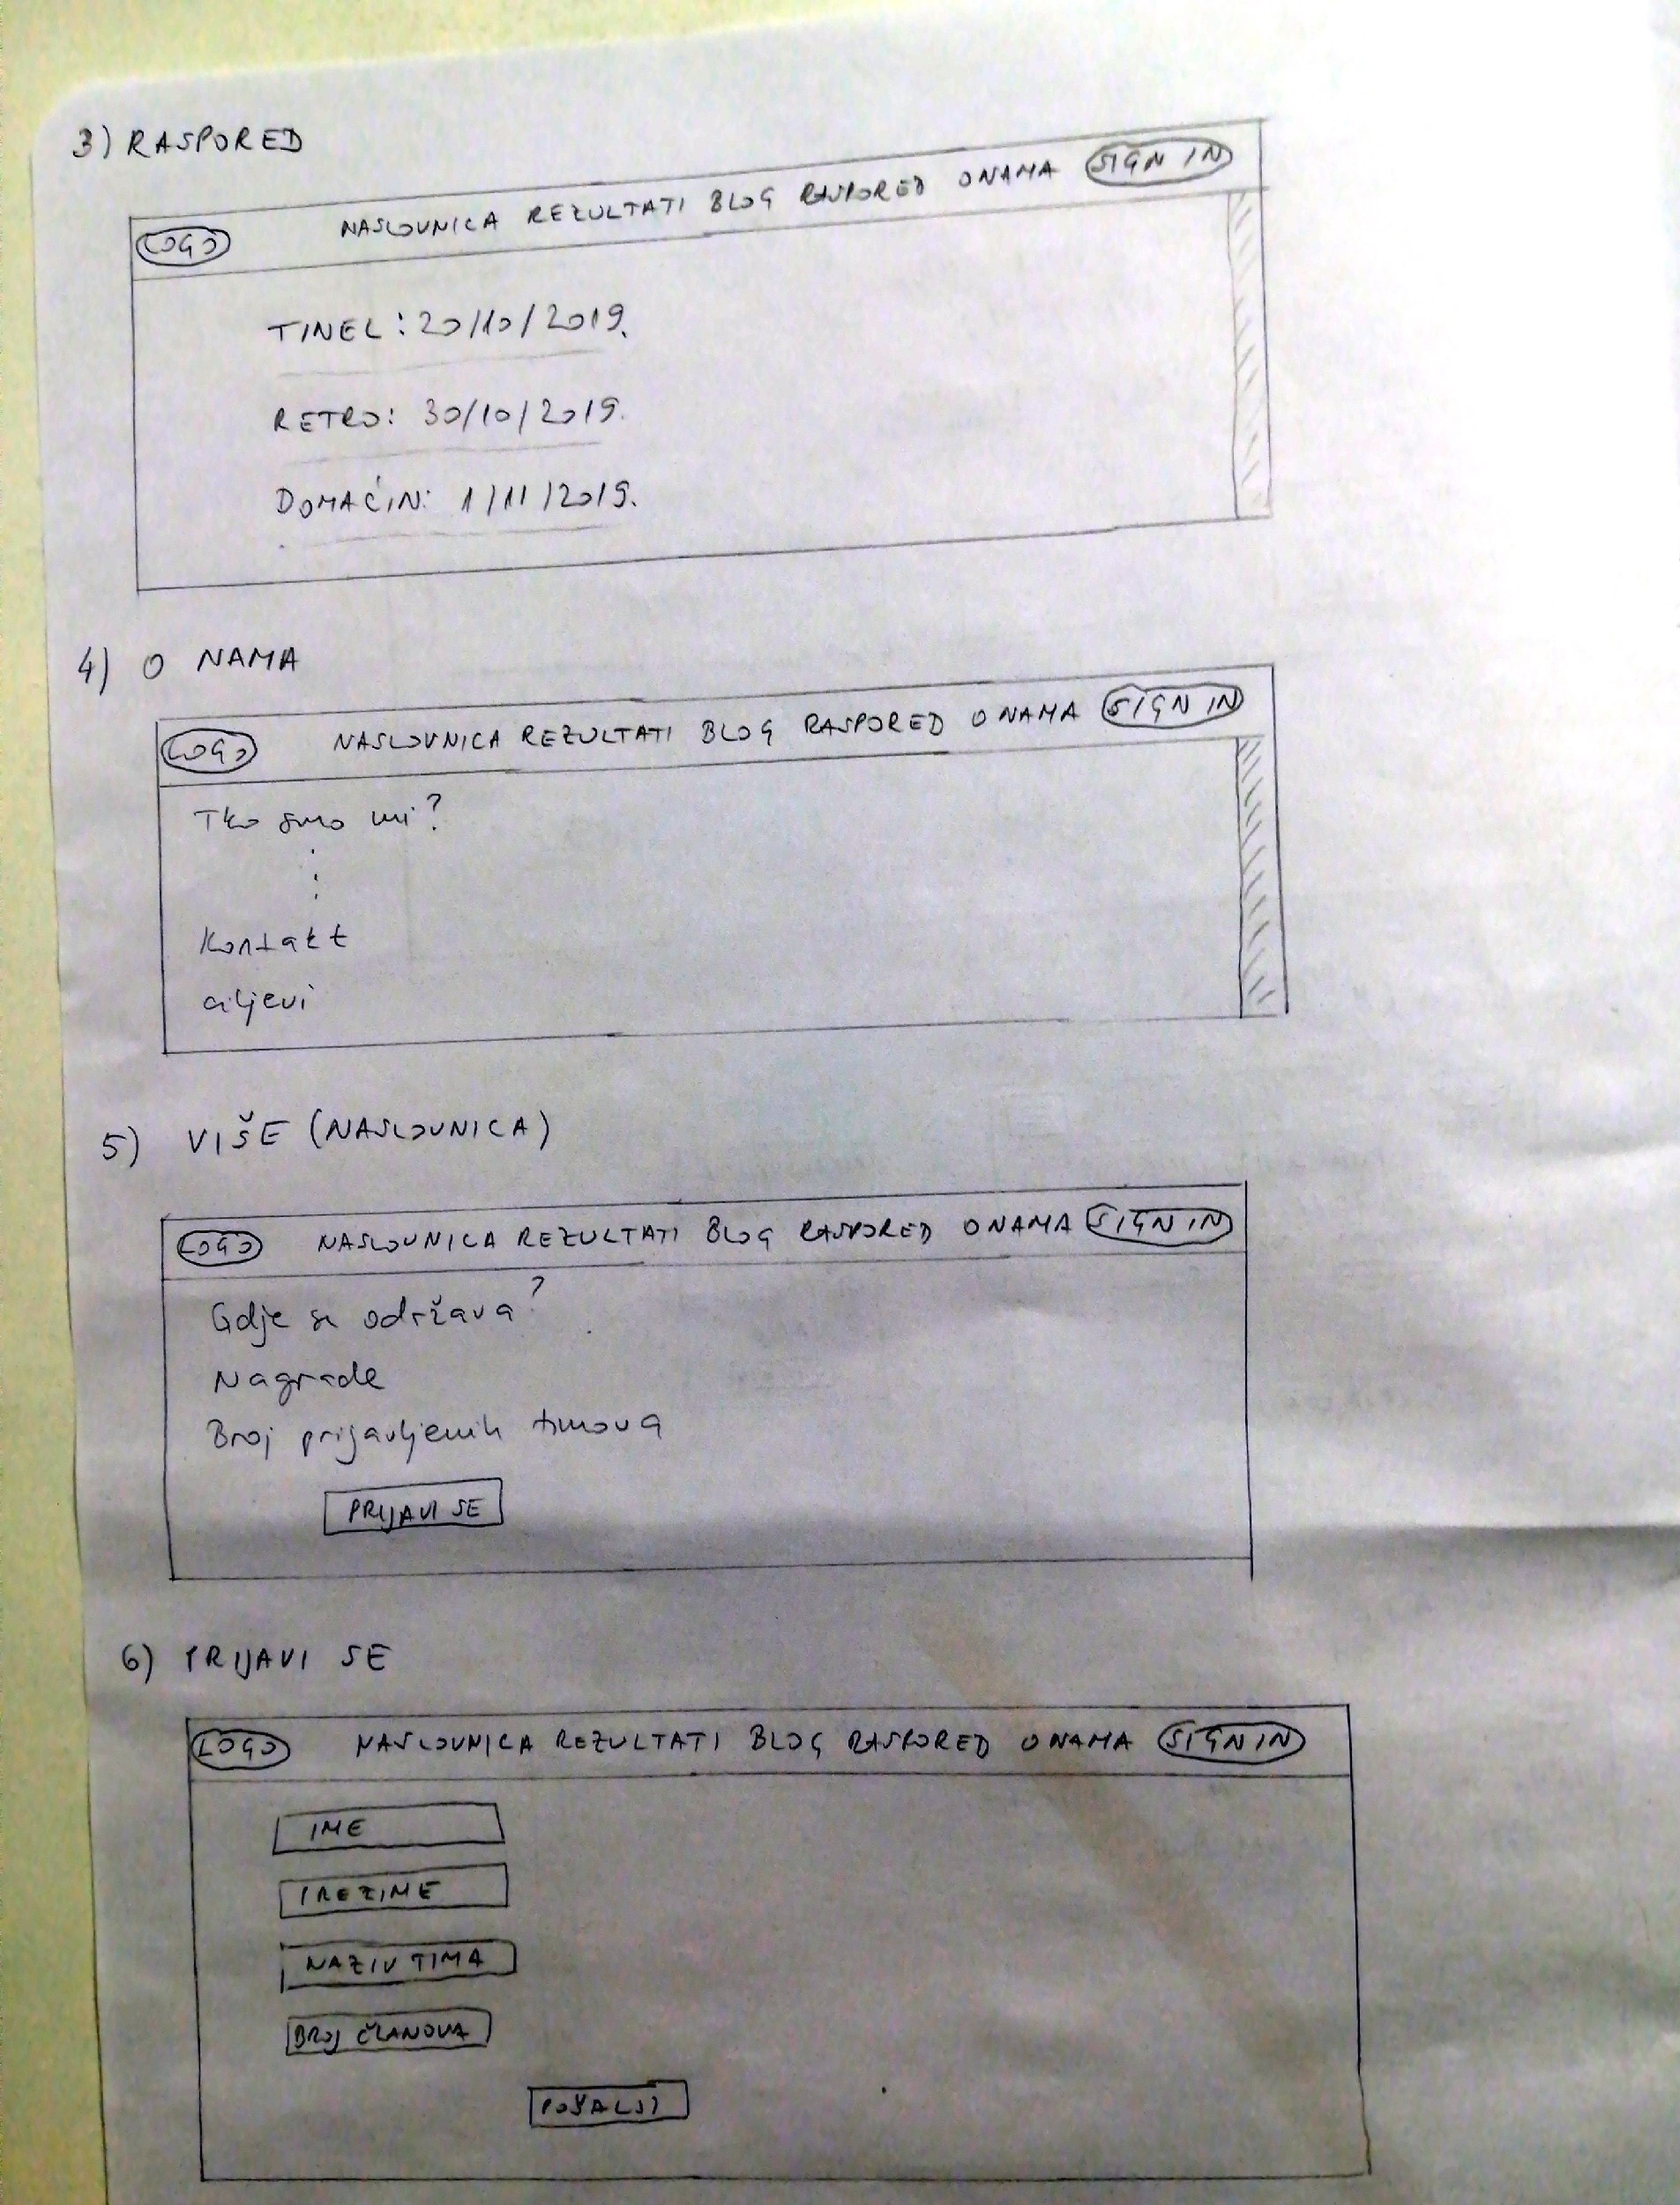 3) RASPORED
LOGO NASLOVNICA REZULTATI BLOG RASPORED O NAMA SIGN IN
TINEL: 20/10/2019.
RETRO: 30/10/2019.
DOMAĆIN: 1/11/2019.
4) O NAMA
LOGO NASLOVNICA REZULTATI BLOG RASPORED O NAMA SIGN IN
Tko smo mi?
Kontakt
ciljevi
5) VIŠE (NASLOVNICA)
LOGO NASLOVNICA REZULTATI BLOG RASPORED O NAMA SIGN IN
Gdje se održava?
Nagrade
Broj prijavljenih timova
PRIJAVI SE
6) PRIJAVI SE
LOGO NASLOVNICA REZULTATI BLOG RASPORED O NAMA SIGN IN
IME
PREZIME
NAZIV TIMA
BROJ ČLANOVA
POŠALJI